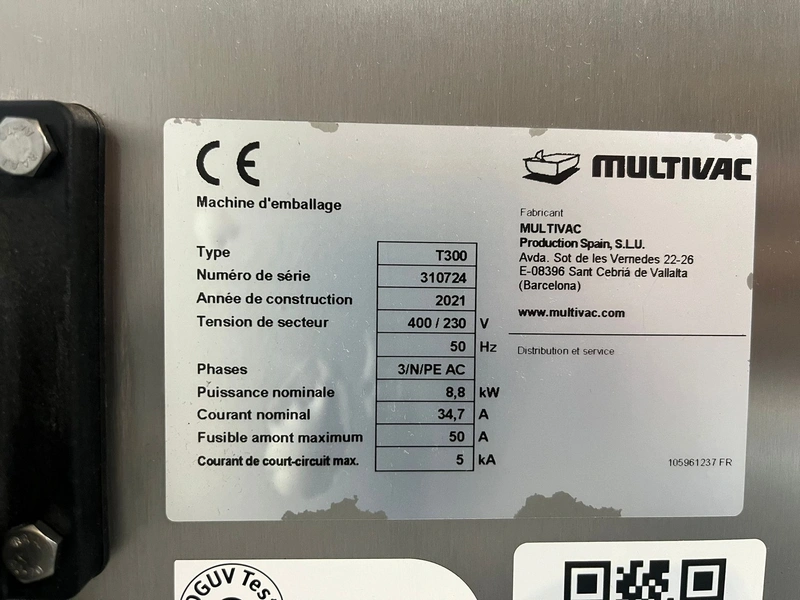 CE
MULTIVAC
Machine d'emballage
Type T300
Numéro de série 310724
Année de construction 2021
Tension de secteur 400 / 230 V
50 Hz
Phases 3/N/PE AC
Puissance nominale 8,8 kW
Courant nominal 34,7 A
Fusible amont maximum 50 A
Courant de court-circuit max. 5 kA
Fabricant
MULTIVAC
Production Spain, S.L.U.
Avda. Sot de les Vernedes 22-26
E-08396 Sant Cebrià de Vallalta
(Barcelona)
www.multivac.com
Distribution et service
105961237 FR
DGUV Test